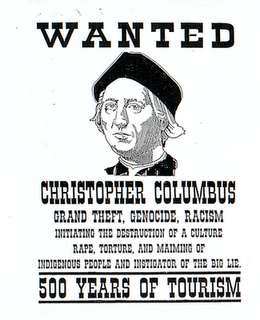 WANTED
CHRISTOPHER COLUMBUS
GRAND THEFT, GENOCIDE, RACISM
INITIATING THE DESTRUCTION OF A CULTURE
RAPE, TORTURE, AND MAIMING OF
INDIGENOUS PEOPLE AND INSTIGATOR OF THE BIG LIE.
500 YEARS OF TOURISM